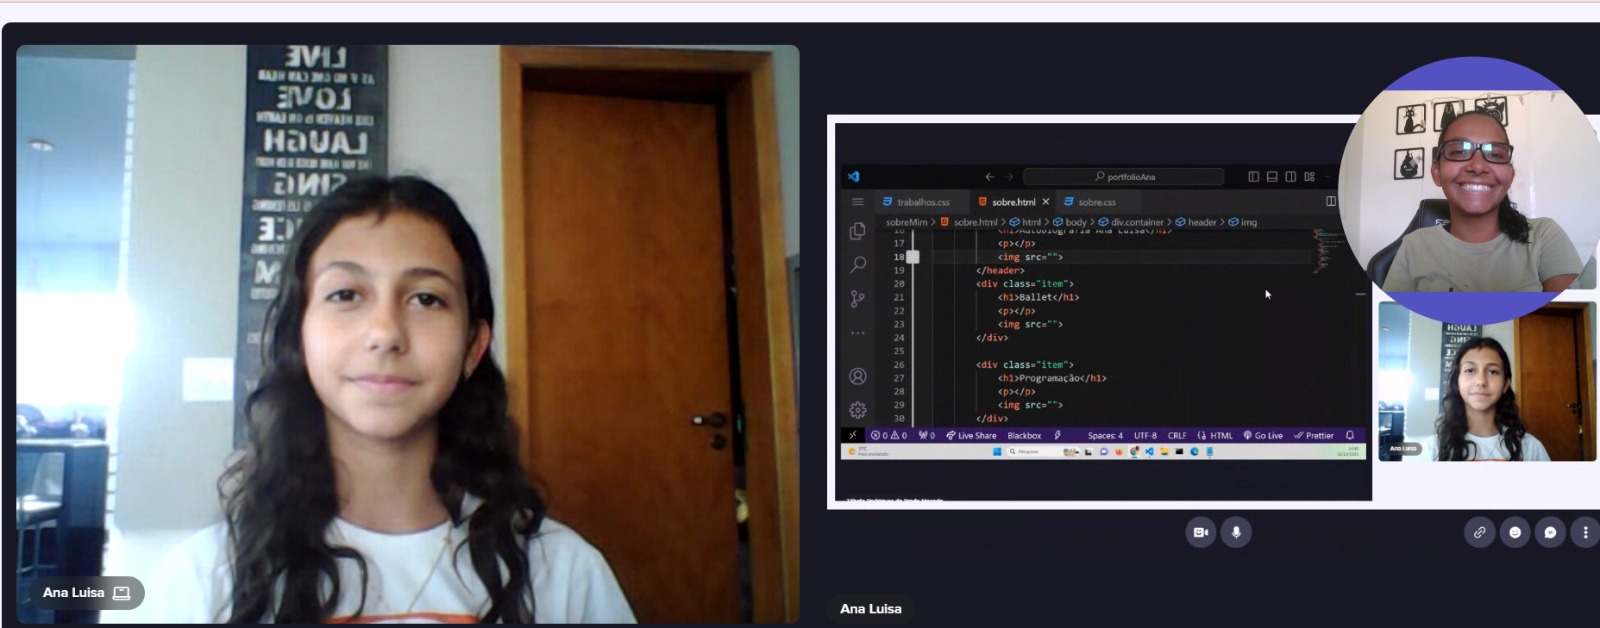 LIVE
LOVE
LAUGH
SING
Ana Luisa
portfolioAna
trabalhos.css
sobre.html
sobre.css
sobreMim > sobre.html > html > body > div.container > header > img
<h1>Autobiografia Ana Luisa</h1>
17 <p></p>
18 <img src="">
19 </header>
20 <div class="item">
21 <h1>Ballet</h1>
22 <p></p>
23 <img src="">
24 </div>
25
26 <div class="item">
27 <h1>Programação</h1>
28 <p></p>
29 <img src="">
30 </div>
0 0 0 Live Share Blackbox Spaces: 4 UTF-8 CRLF HTML Go Live Prettier
Pesquisar
LAUGH
Ana Luisa
Ana Luisa